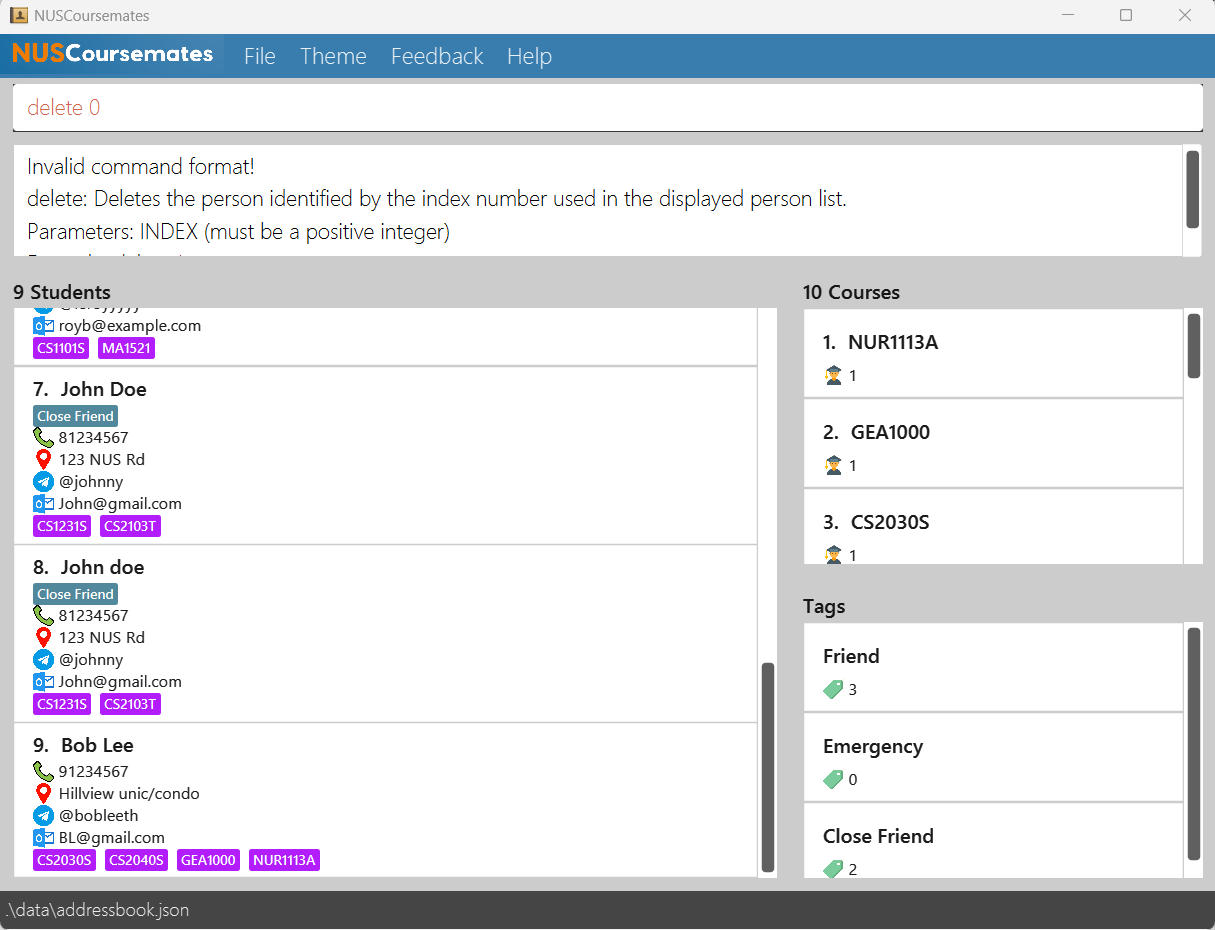 NUSCoursemates
NUSCoursemates File Theme Feedback Help
delete 0
Invalid command format!
delete: Deletes the person identified by the index number used in the displayed person list.
Parameters: INDEX (must be a positive integer)
9 Students
royb@example.com
CS1101S MA1521
7. John Doe
Close Friend
81234567
123 NUS Rd
@johnny
John@gmail.com
CS1231S CS2103T
8. John doe
Close Friend
81234567
123 NUS Rd
@johnny
John@gmail.com
CS1231S CS2103T
9. Bob Lee
91234567
Hillview unic/condo
@bobleeth
BL@gmail.com
CS2030S CS2040S GEA1000 NUR1113A
10 Courses
1. NUR1113A
1
2. GEA1000
1
3. CS2030S
1
Tags
Friend
3
Emergency
0
Close Friend
2
.\data\addressbook.json